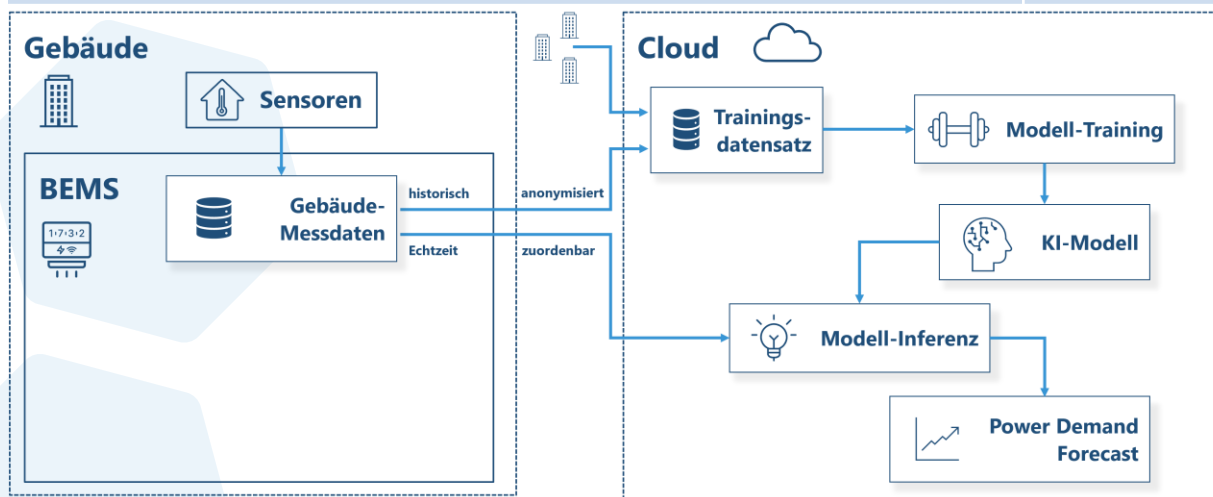 Gebäude
Sensoren
BEMS
1·7·3·2
Gebäude-
Messdaten
historisch
anonymisiert
Echtzeit
zuordenbar
Cloud
Trainings-
datensatz
Modell-Training
KI-Modell
Modell-Inferenz
Power Demand
Forecast